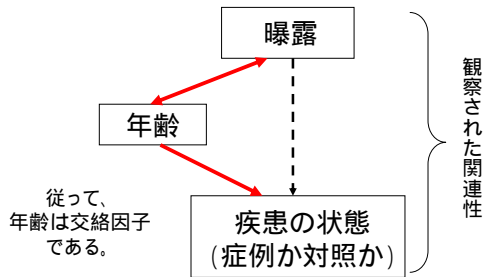 曝露
年齢
従って、
年齢は交絡因子
である。
疾患の状態
(症例か対照か)
観察された関連性